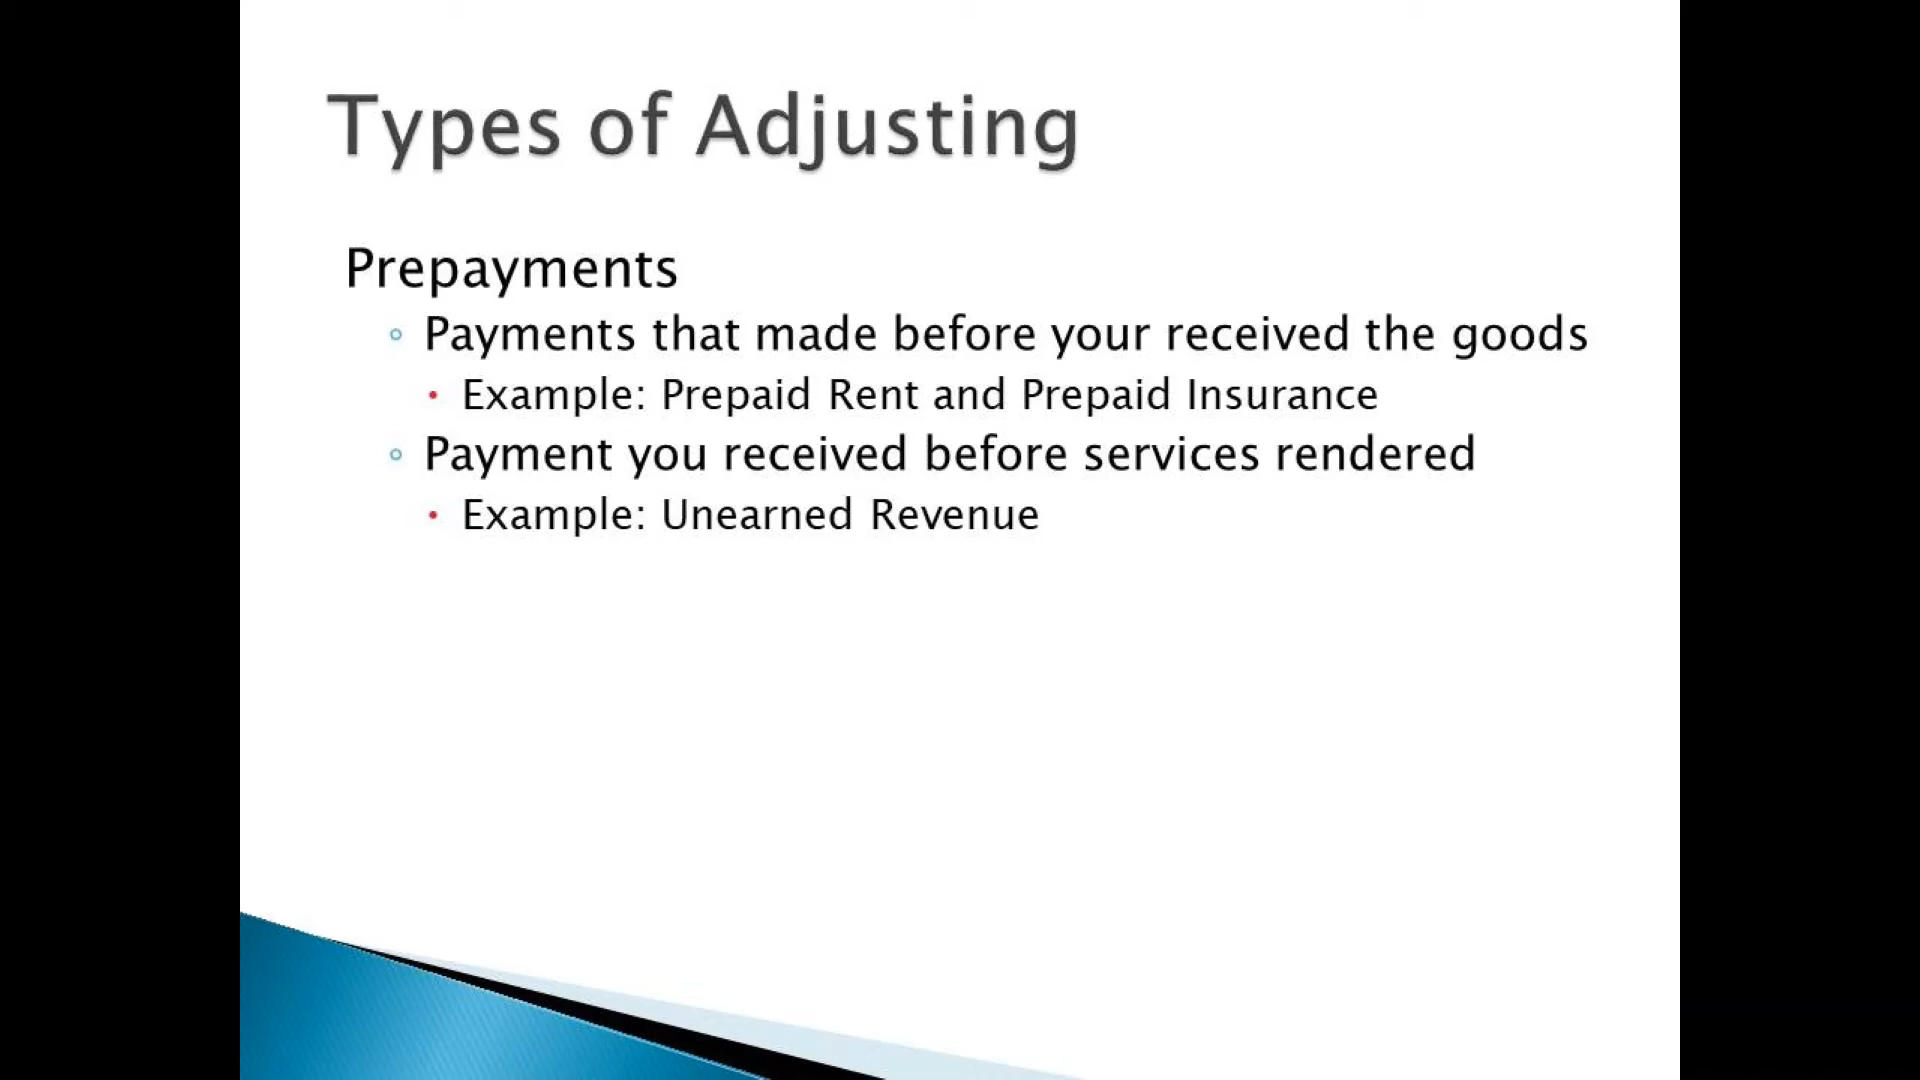 Types of Adjusting
Prepayments
Payments that made before your received the goods
Example: Prepaid Rent and Prepaid Insurance
Payment you received before services rendered
Example: Unearned Revenue